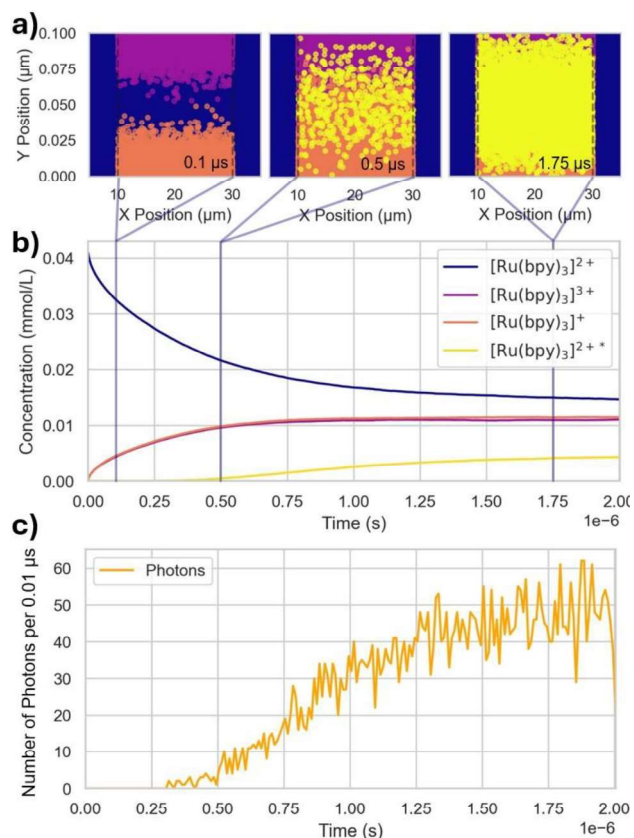 a)
Y Position (μm)
0.100
0.075
0.050
0.025
0.000
0.1 μs
0.5 μs
1.75 μs
10 20 30
10 20 30
10 20 30
X Position (μm)
X Position (μm)
X Position (μm)
b)
Concentration (mmol/L)
0.04
0.03
0.02
0.01
0.00
[Ru(bpy)₃]²⁺
[Ru(bpy)₃]³⁺
[Ru(bpy)₃]⁺
[Ru(bpy)₃]²⁺*
0.00 0.25 0.50 0.75 1.00 1.25 1.50 1.75 2.00
Time (s)
1e-6
c)
Number of Photons per 0.01 μs
60
50
40
30
20
10
0
Photons
0.00 0.25 0.50 0.75 1.00 1.25 1.50 1.75 2.00
Time (s)
1e-6